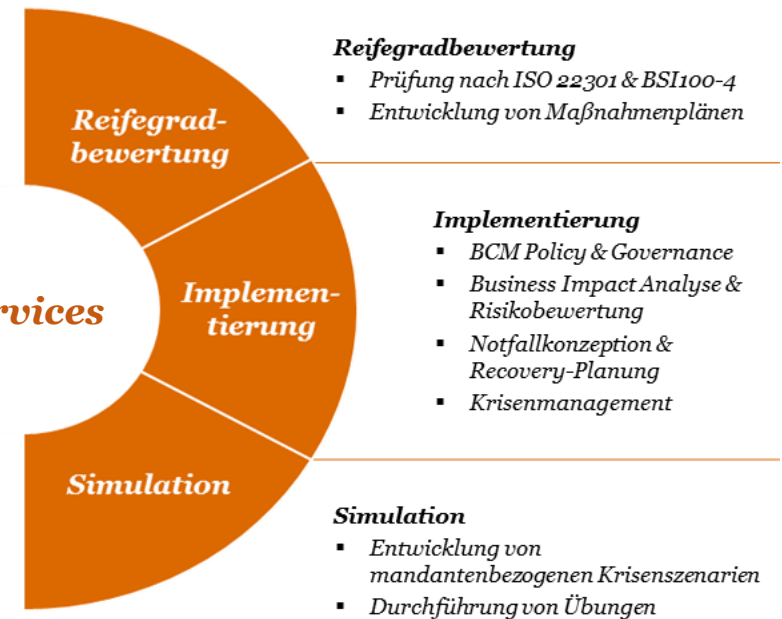 Reifegrad-
bewertung
Implemen-
tierung
rvices
Simulation
Reifegradbewertung
▪ Prüfung nach ISO 22301 & BSI100-4
▪ Entwicklung von Maßnahmenplänen
Implementierung
▪ BCM Policy & Governance
▪ Business Impact Analyse &
Risikobewertung
▪ Notfallkonzeption &
Recovery-Planung
▪ Krisenmanagement
Simulation
▪ Entwicklung von
mandantenbezogenen Krisenszenarien
▪ Durchführung von Übungen